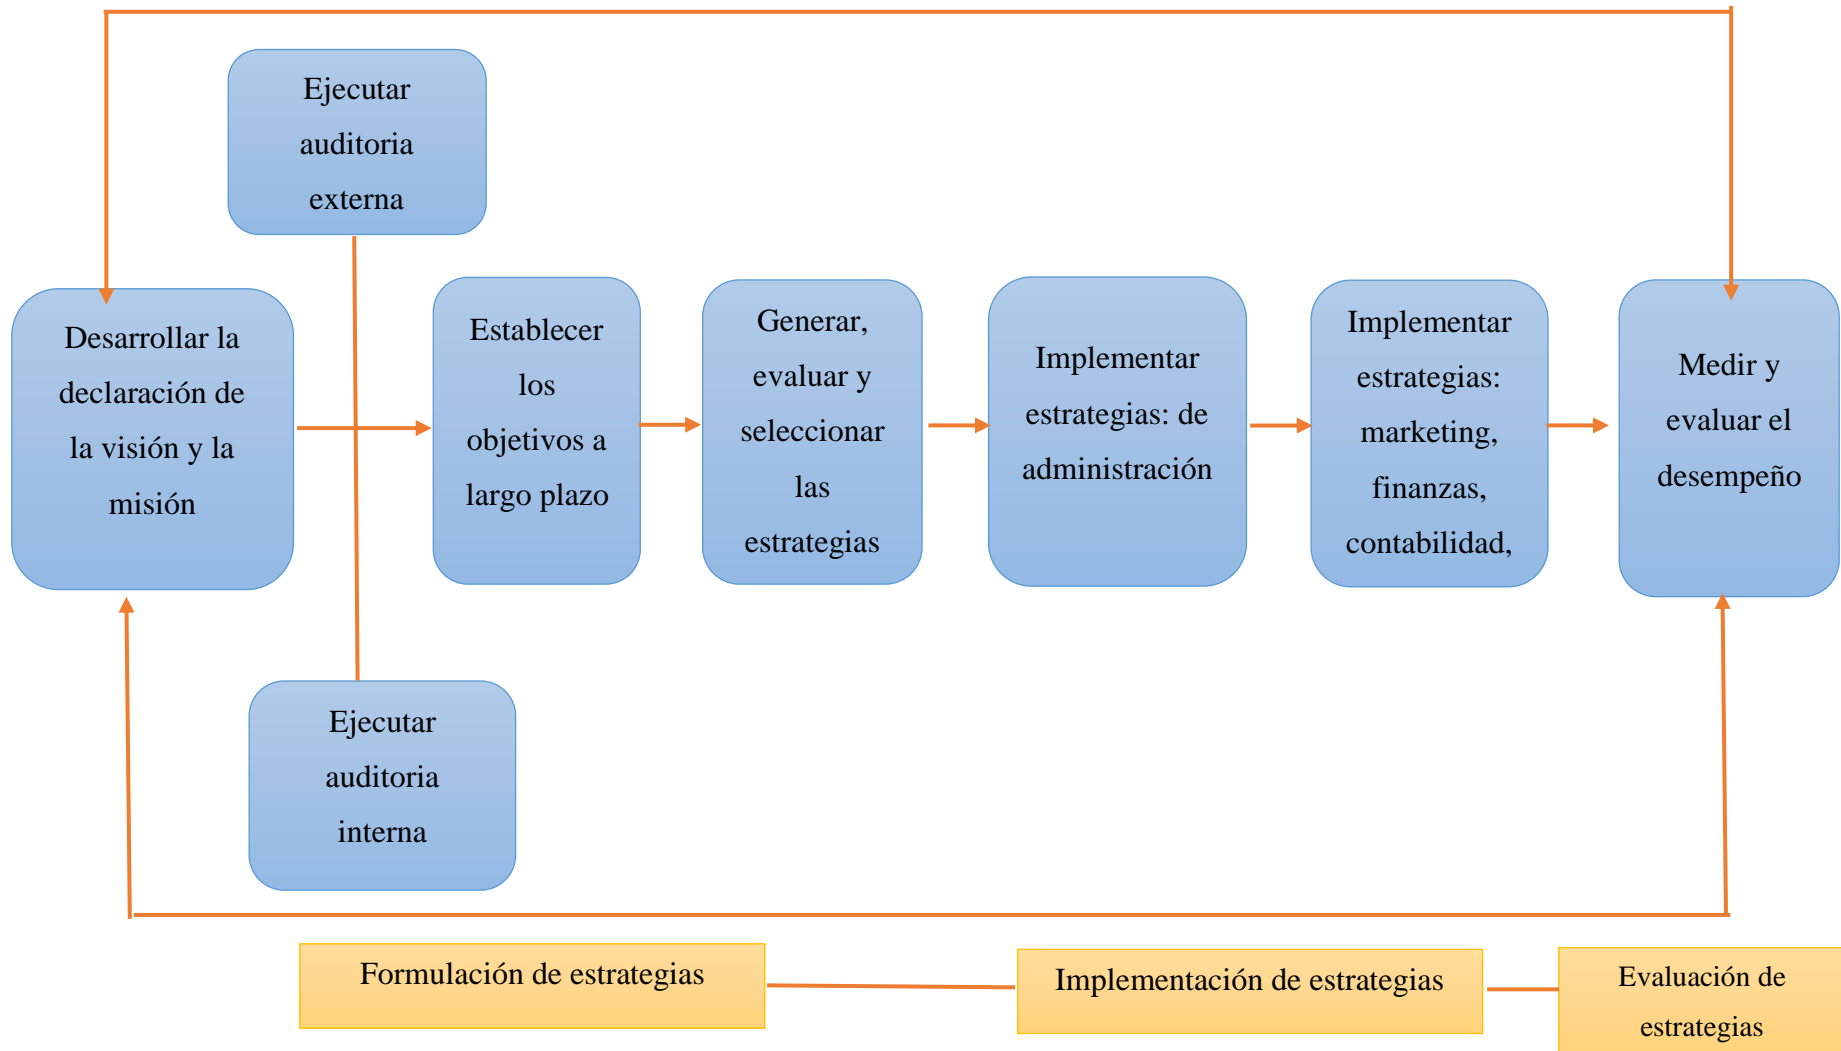 Ejecutar
auditoria
externa
Desarrollar la
declaración de
la visión y la
misión
Establecer
los
objetivos a
largo plazo
Generar,
evaluar y
seleccionar
las
estrategias
Implementar
estrategias: de
administración
Implementar
estrategias:
marketing,
finanzas,
contabilidad,
Medir y
evaluar el
desempeño
Ejecutar
auditoria
interna
Formulación de estrategias
Implementación de estrategias
Evaluación de
estrategias